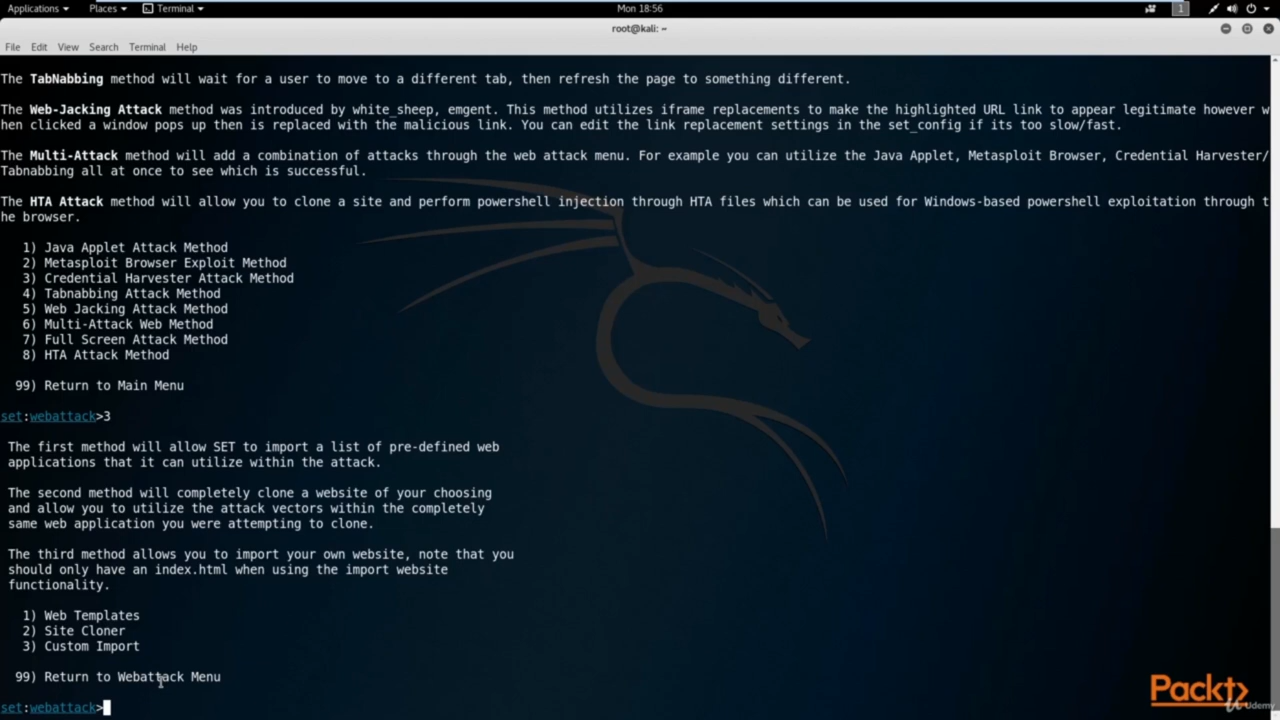 Applications Places Terminal Mon 18:56 1
root@kali: ~
File Edit View Search Terminal Help
The TabNabbing method will wait for a user to move to a different tab, then refresh the page to something different.
The Web-Jacking Attack method was introduced by white_sheep, emgent. This method utilizes iframe replacements to make the highlighted URL link to appear legitimate however w
hen clicked a window pops up then is replaced with the malicious link. You can edit the link replacement settings in the set_config if its too slow/fast.
The Multi-Attack method will add a combination of attacks through the web attack menu. For example you can utilize the Java Applet, Metasploit Browser, Credential Harvester/
Tabnabbing all at once to see which is successful.
The HTA Attack method will allow you to clone a site and perform powershell injection through HTA files which can be used for Windows-based powershell exploitation through t
he browser.
1) Java Applet Attack Method
2) Metasploit Browser Exploit Method
3) Credential Harvester Attack Method
4) Tabnabbing Attack Method
5) Web Jacking Attack Method
6) Multi-Attack Web Method
7) Full Screen Attack Method
8) HTA Attack Method
99) Return to Main Menu
set:webattack>3
The first method will allow SET to import a list of pre-defined web
applications that it can utilize within the attack.
The second method will completely clone a website of your choosing
and allow you to utilize the attack vectors within the completely
same web application you were attempting to clone.
The third method allows you to import your own website, note that you
should only have an index.html when using the import website
functionality.
1) Web Templates
2) Site Cloner
3) Custom Import
99) Return to Webattack Menu
set:webattack>
Packt>
Udemy